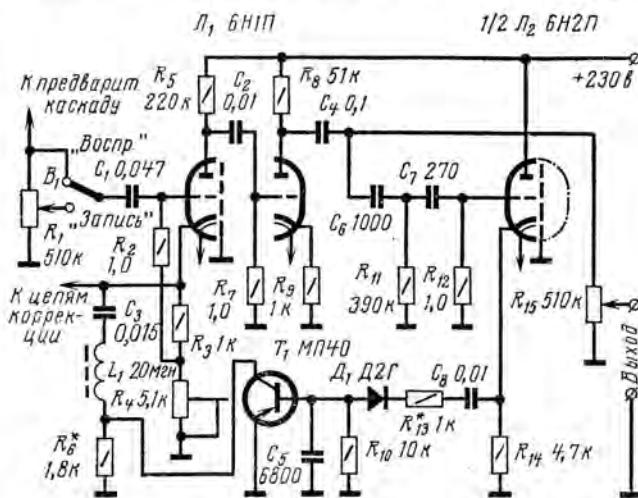 Л₁ 6Н1П
1/2 Л₂ 6Н2П
К предварит.
каскаду
R₅
220к
C₂
0,01
R₈ 51к
C₄ 0,1
+230 в
"Воспр."
В₁
C₁ 0,047
"Запись"
R₁
510к
R₂
1,0
C₇ 270
C₆ 1000
К цепям
коррек-
ции
C₃
0,015
R₃ 1к
R₇
1,0
R₉
1к
R₁₁
390к
R₁₂
1,0
R₁₅ 510к
L₁ 20мгн
R₄ 5,1к
Т₁ МП40
Д₁ Д2Г
C₈ 0,01
R₁₃* 1к
R₆*
1,8к
C₅
6800
R₁₀ 10к
R₁₄ 4,7к
Выход